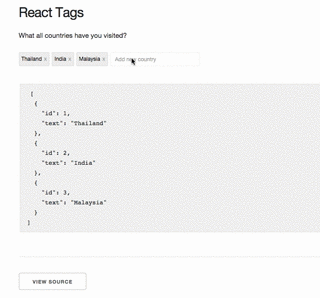 React Tags
What all countries have you visited?
Thailand x India x Malaysia x Add new country
[
{
"id": 1,
"text": "Thailand"
},
{
"id": 2,
"text": "India"
},
{
"id": 3,
"text": "Malaysia"
}
]
VIEW SOURCE